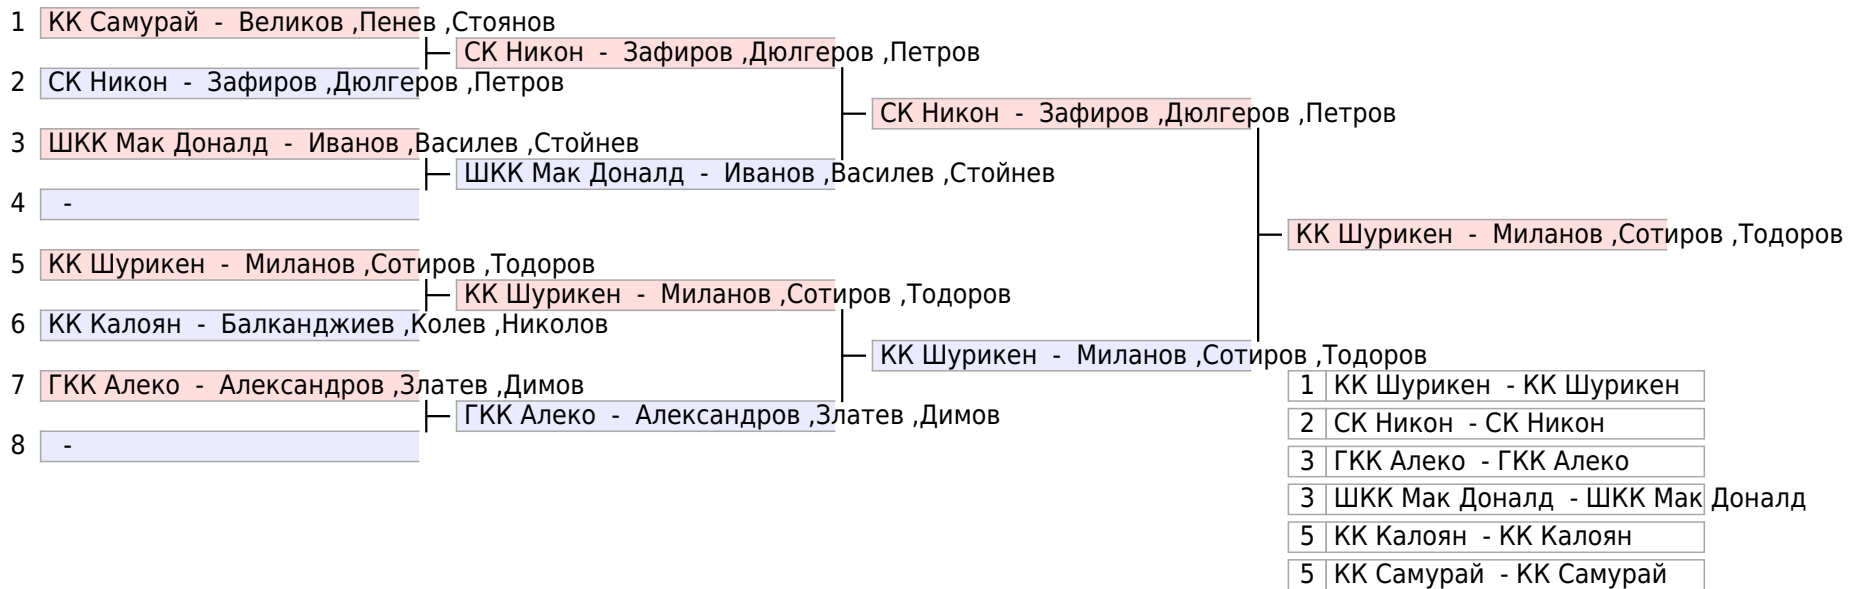 1 КК Самурай - Великов ,Пенев ,Стоянов
СК Никон - Зафиров ,Дюлгеров ,Петров
2 СК Никон - Зафиров ,Дюлгеров ,Петров
СК Никон - Зафиров ,Дюлгеров ,Петров
3 ШКК Мак Доналд - Иванов ,Василев ,Стойнев
ШКК Мак Доналд - Иванов ,Василев ,Стойнев
4 -
КК Шурикен - Миланов ,Сотиров ,Тодоров
5 КК Шурикен - Миланов ,Сотиров ,Тодоров
КК Шурикен - Миланов ,Сотиров ,Тодоров
6 КК Калоян - Балканджиев ,Колев ,Николов
КК Шурикен - Миланов ,Сотиров ,Тодоров
7 ГКК Алеко - Александров ,Златев ,Димов
ГКК Алеко - Александров ,Златев ,Димов
8 -
1 КК Шурикен - КК Шурикен
2 СК Никон - СК Никон
3 ГКК Алеко - ГКК Алеко
3 ШКК Мак Доналд - ШКК Мак Доналд
5 КК Калоян - КК Калоян
5 КК Самурай - КК Самурай